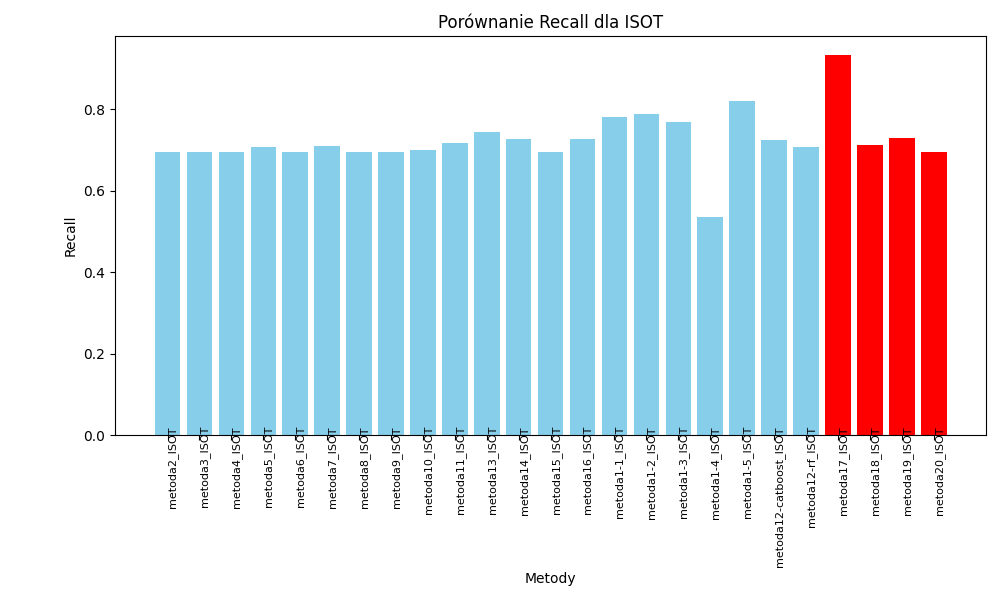 Porównanie Recall dla ISOT
Recall
0.8
0.6
0.4
0.2
0.0
metoda2_ISOT
metoda3_ISOT
metoda4_ISOT
metoda5_ISOT
metoda6_ISOT
metoda7_ISOT
metoda8_ISOT
metoda9_ISOT
metoda10_ISOT
metoda11_ISOT
metoda13_ISOT
metoda14_ISOT
metoda15_ISOT
metoda16_ISOT
metoda1-1_ISOT
metoda1-2_ISOT
metoda1-3_ISOT
metoda1-4_ISOT
metoda1-5_ISOT
metoda12-catboost_ISOT
metoda12-rf_ISOT
metoda17_ISOT
metoda18_ISOT
metoda19_ISOT
metoda20_ISOT
Metody